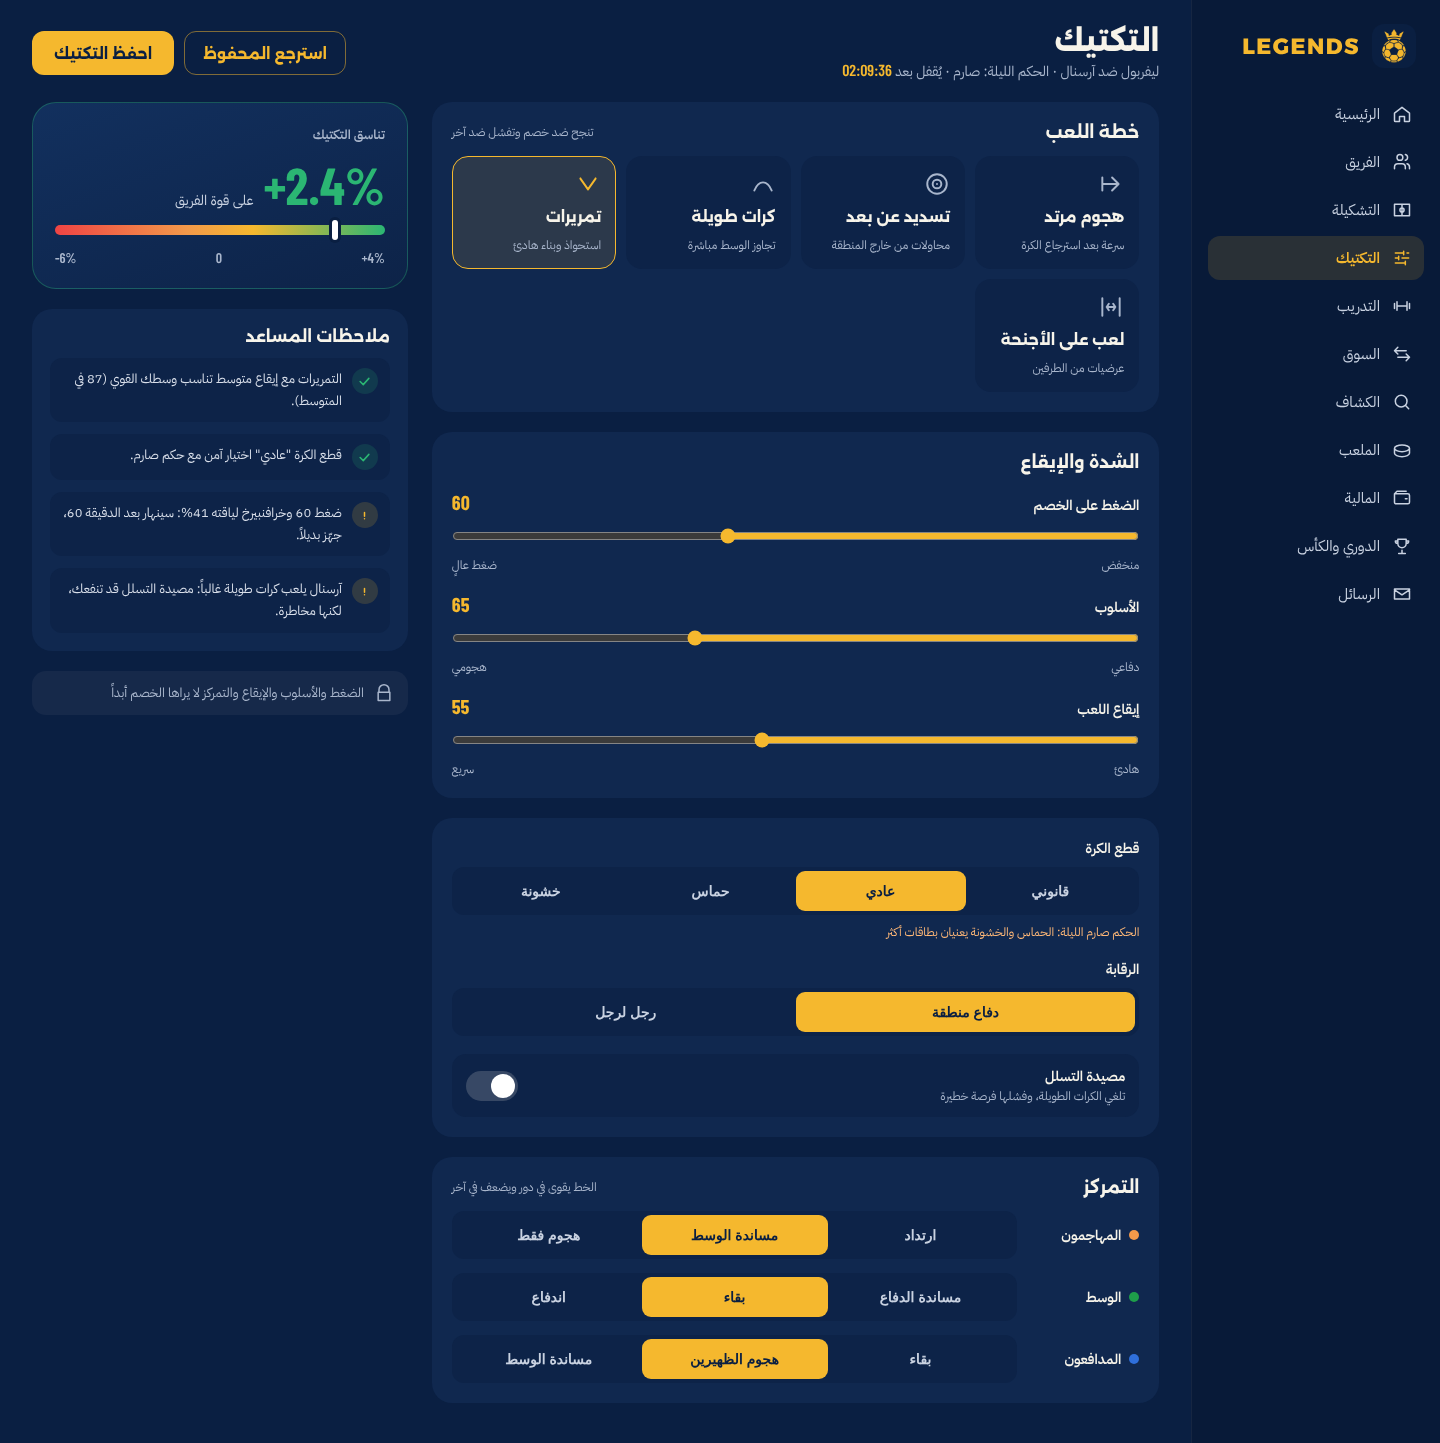 LEGENDS
الرئيسية
الفريق
التشكيلة
التكتيك
التدريب
السوق
الكشاف
الملعب
المالية
الدوري والكأس
الرسائل
التكتيك
ليفربول ضد آرسنال · الحكم الليلة: صارم · يُقفل بعد 02:09:36
استرجع المحفوظ
احفظ التكتيك
خطة اللعب
تنجح ضد خصم وتفشل ضد آخر
هجوم مرتد
سرعة بعد استرجاع الكرة
تسديد عن بعد
محاولات من خارج المنطقة
كرات طويلة
تجاوز الوسط مباشرة
تمريرات
استحواذ وبناء هادئ
لعب على الأجنحة
عرضيات من الطرفين
الشدة والإيقاع
الضغط على الخصم
60
منخفض
ضغط عالٍ
الأسلوب
65
دفاعي
هجومي
إيقاع اللعب
55
هادئ
سريع
قطع الكرة
قانوني
عادي
حماس
خشونة
الحكم صارم الليلة: الحماس والخشونة يعنيان بطاقات أكثر
الرقابة
دفاع منطقة
رجل لرجل
مصيدة التسلل
تلغي الكرات الطويلة، وفشلها فرصة خطيرة
التمركز
الخط يقوى في دور ويضعف في آخر
المهاجمون
ارتداد
مساندة الوسط
هجوم فقط
الوسط
مساندة الدفاع
بقاء
اندفاع
المدافعون
بقاء
هجوم الظهيرين
مساندة الوسط
تناسق التكتيك
+2.4% على قوة الفريق
+4%
0
-6%
ملاحظات المساعد
التمريرات مع إيقاع متوسط تناسب وسطك القوي (87 في
المتوسط).
قطع الكرة "عادي" اختيار آمن مع حكم صارم.
ضغط 60 وخرافنبيرخ لياقته 41%: سينهار بعد الدقيقة 60،
جهّز بديلاً.
آرسنال يلعب كرات طويلة غالباً: مصيدة التسلل قد تنفعك،
لكنها مخاطرة.
الضغط والأسلوب والإيقاع والتمركز لا يراها الخصم أبداً